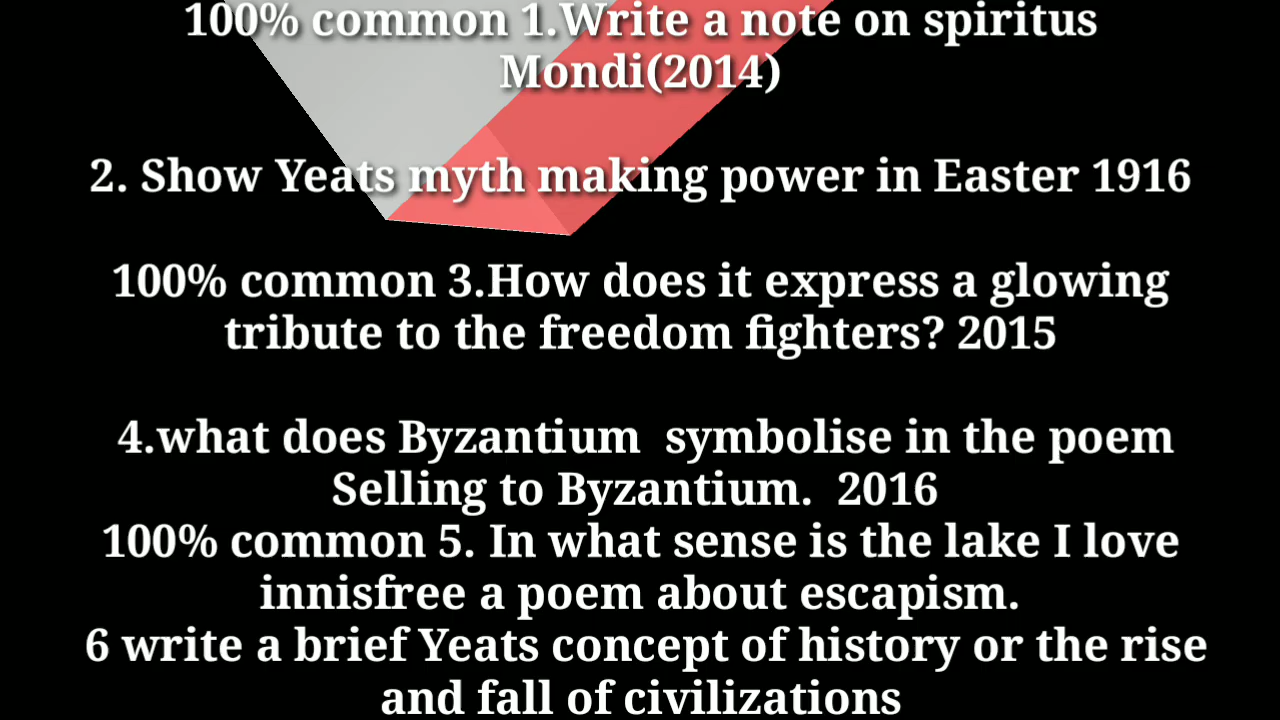 100% common 1.Write a note on spiritus
Mondi(2014)
2. Show Yeats myth making power in Easter 1916
100% common 3.How does it express a glowing
tribute to the freedom fighters? 2015
4.what does Byzantium  symbolise in the poem
Selling to Byzantium.  2016
100% common 5. In what sense is the lake I love
innisfree a poem about escapism.
6 write a brief Yeats concept of history or the rise
and fall of civilizations